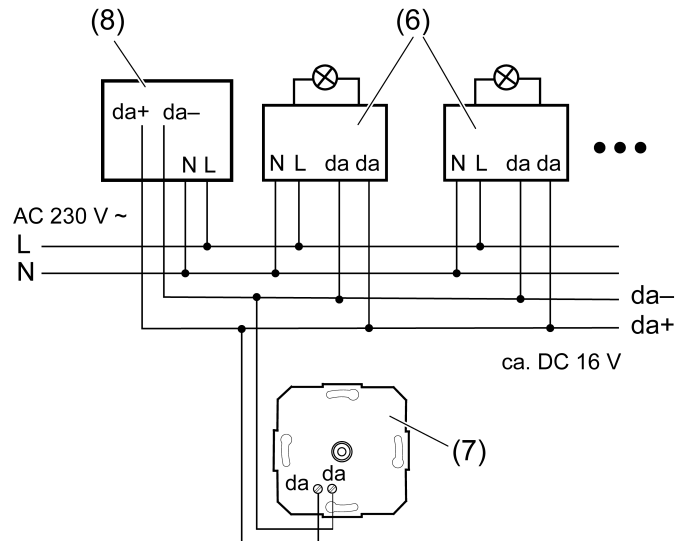 (8)
(6)
da+ da–
N L
N L da da
N L da da
AC 230 V ~
L
N
da–
da+
ca. DC 16 V
(7)
da
da